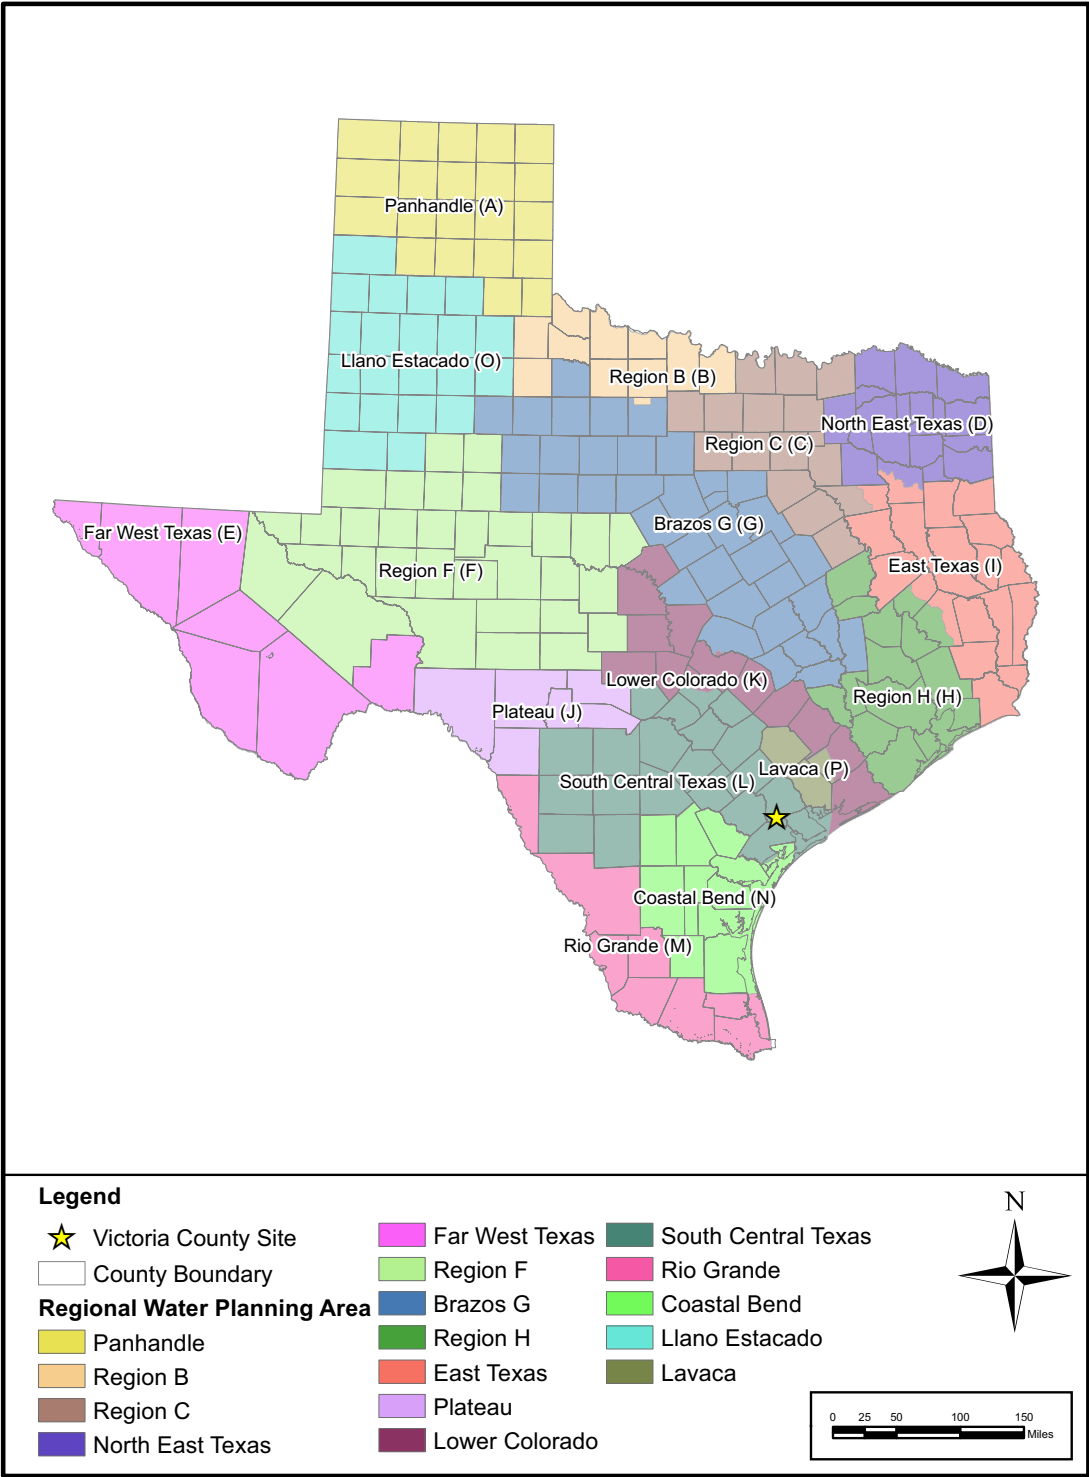 Panhandle (A)
Llano Estacado (O)
Region B (B)
North East Texas (D)
Region C (C)
Brazos G (G)
Far West Texas (E)
East Texas (I)
Region F (F)
Lower Colorado (K)
Region H (H)
Plateau (J)
Lavaca (P)
South Central Texas (L)
Coastal Bend (N)
Rio Grande (M)
Legend
Victoria County Site
County Boundary
Regional Water Planning Area
Panhandle
Region B
Region C
North East Texas
Far West Texas
Region F
Brazos G
Region H
East Texas
Plateau
Lower Colorado
South Central Texas
Rio Grande
Coastal Bend
Llano Estacado
Lavaca
N
0 25 50 100 150
Miles